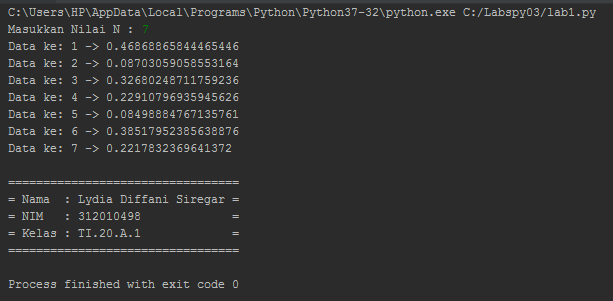 C:\Users\HP\AppData\Local\Programs\Python\Python37-32\python.exe C:/Labspy03/lab1.py
Masukkan Nilai N : 7
Data ke: 1 -> 0.46868865844465446
Data ke: 2 -> 0.08703059058553164
Data ke: 3 -> 0.32680248711759236
Data ke: 4 -> 0.22910796935945626
Data ke: 5 -> 0.08498884767135761
Data ke: 6 -> 0.38517952385638876
Data ke: 7 -> 0.2217832369641372
=================================
= Nama  : Lydia Diffani Siregar =
= NIM   : 312010498             =
= Kelas : TI.20.A.1             =
=================================
Process finished with exit code 0